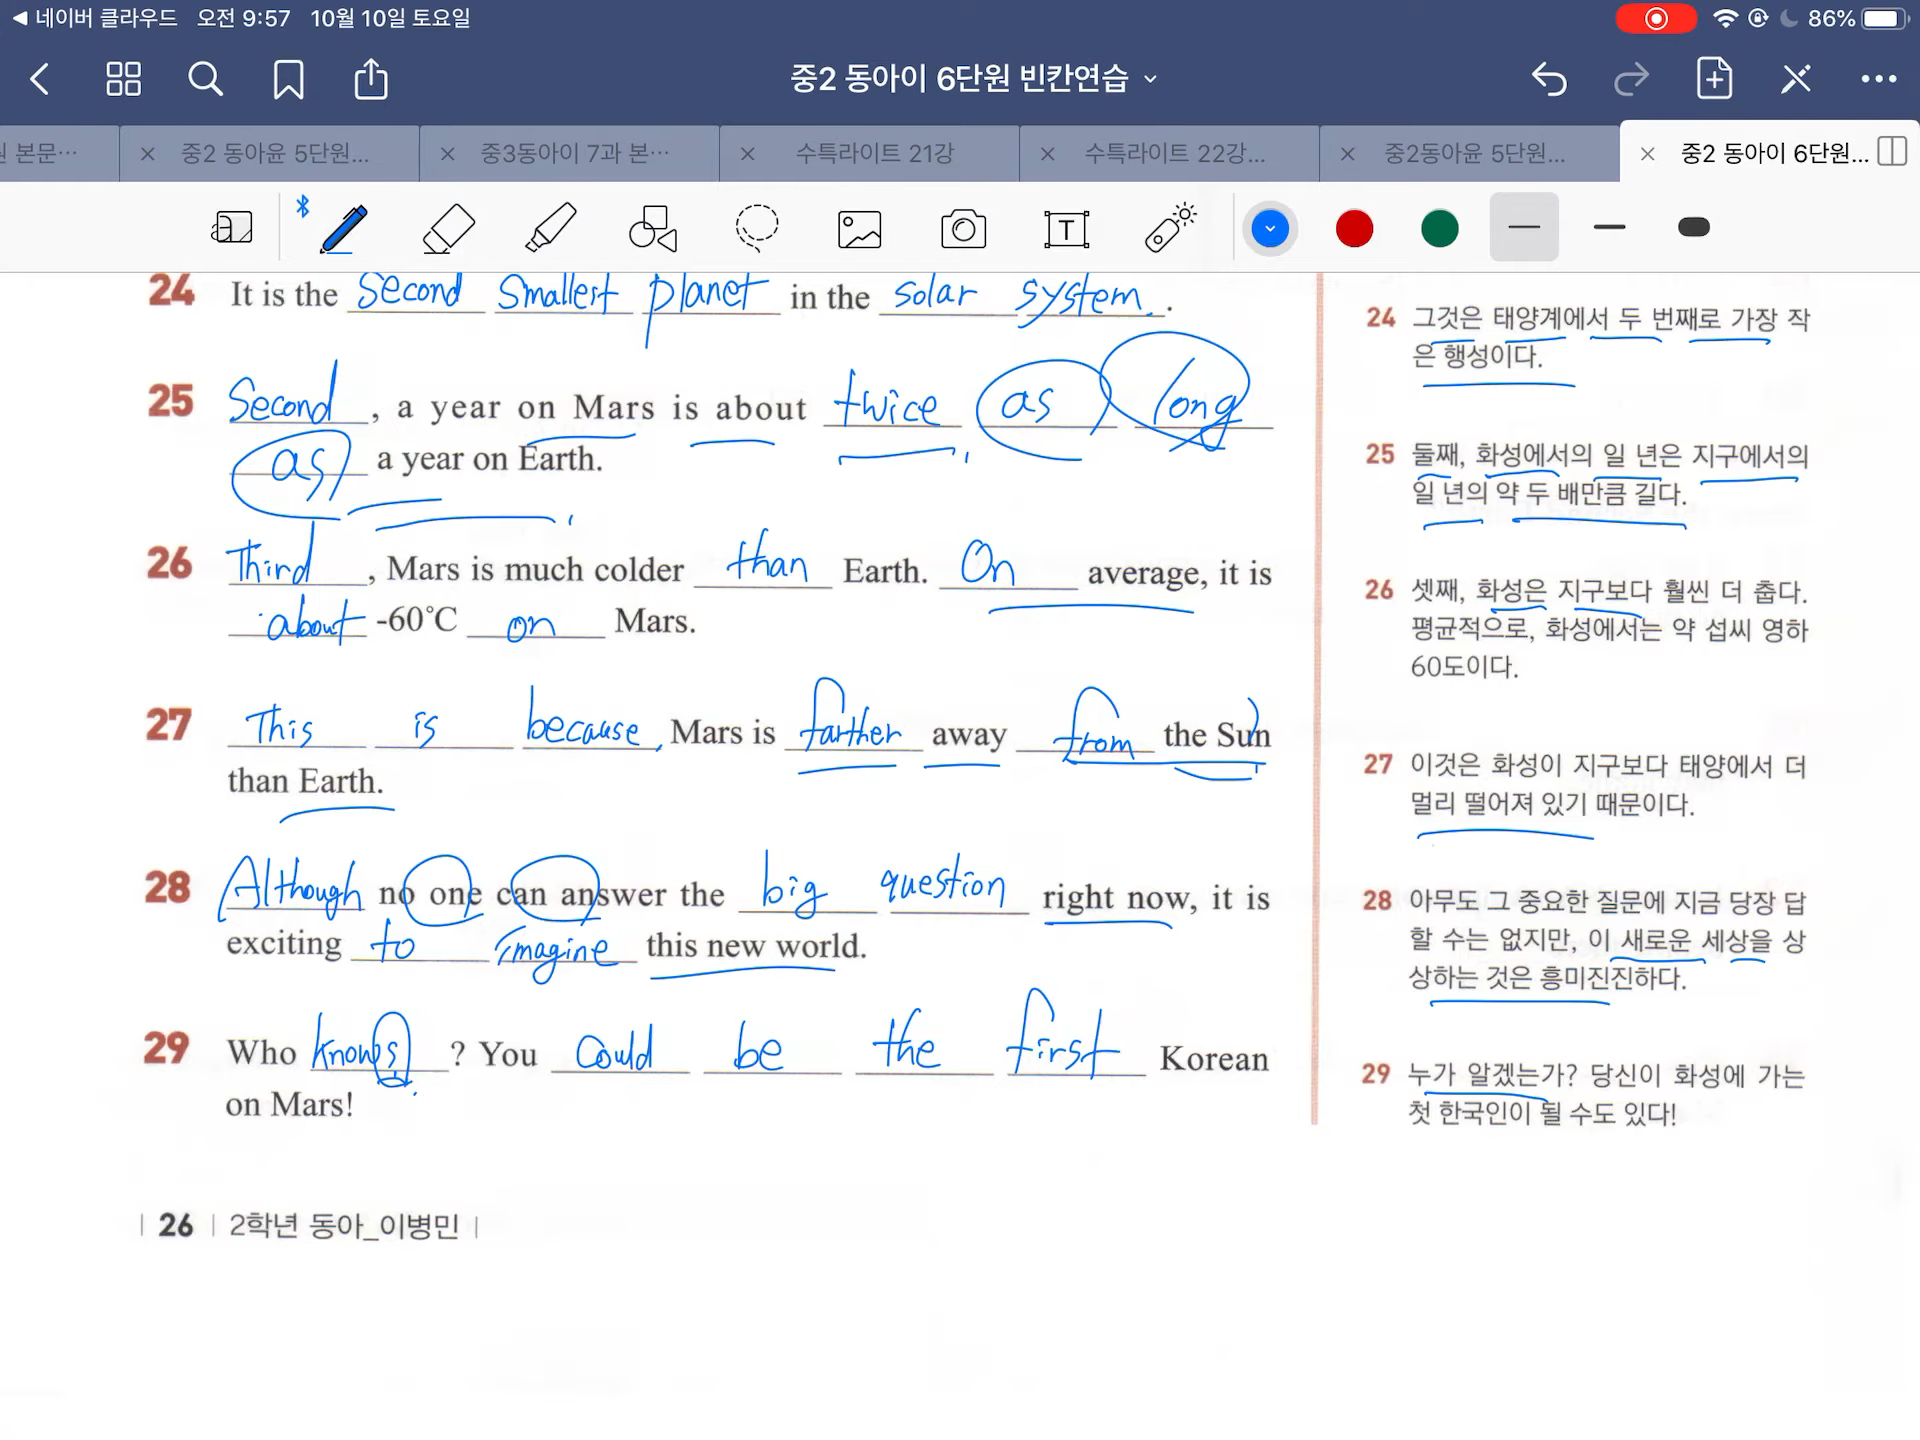 네이버 클라우드 오전 9:57 10월 10일 토요일 86%
중2 동아이 6단원 빈칸연습
본문… 중2 동아윤 5단원... 중3동아이 7과 본… 수특라이트 21강 수특라이트 22강... 중2동아윤 5단원... 중2 동아이 6단원...
24 It is the second smallest planet in the solar system.
25 Second, a year on Mars is about twice as long
as a year on Earth.
26 Third, Mars is much colder than Earth. On average, it is
about -60℃ on Mars.
27 This is because Mars is farther away from the Sun
than Earth.
28 Although no one can answer the big question right now, it is
exciting to imagine this new world.
29 Who knows? You could be the first Korean
on Mars!
24 그것은 태양계에서 두 번째로 가장 작
은 행성이다.
25 둘째, 화성에서의 일 년은 지구에서의
일 년의 약 두 배만큼 길다.
26 셋째, 화성은 지구보다 훨씬 더 춥다.
평균적으로, 화성에서는 약 섭씨 영하
60도이다.
27 이것은 화성이 지구보다 태양에서 더
멀리 떨어져 있기 때문이다.
28 아무도 그 중요한 질문에 지금 당장 답
할 수는 없지만, 이 새로운 세상을 상
상하는 것은 흥미진진하다.
29 누가 알겠는가? 당신이 화성에 가는
첫 한국인이 될 수도 있다!
26 2학년 동아_이병민